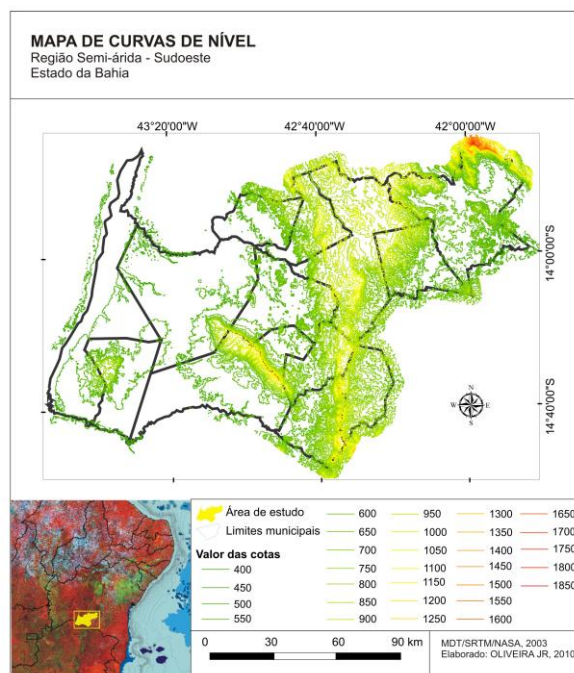 MAPA DE CURVAS DE NÍVEL
Região Semi-árida - Sudoeste
Estado da Bahia
43°20'00"W 42°40'00"W 42°00'00"W
14°00'00"S
14°40'00"S
N
W E
S
Área de estudo
Limites municipais
Valor das cotas
400
450
500
550
600
650
700
750
800
850
900
950
1000
1050
1100
1150
1200
1250
1300
1350
1400
1450
1500
1550
1600
1650
1700
1750
1800
1850
0 30 60 90 km
MDT/SRTM/NASA, 2003
Elaborado: OLIVEIRA JR, 2010